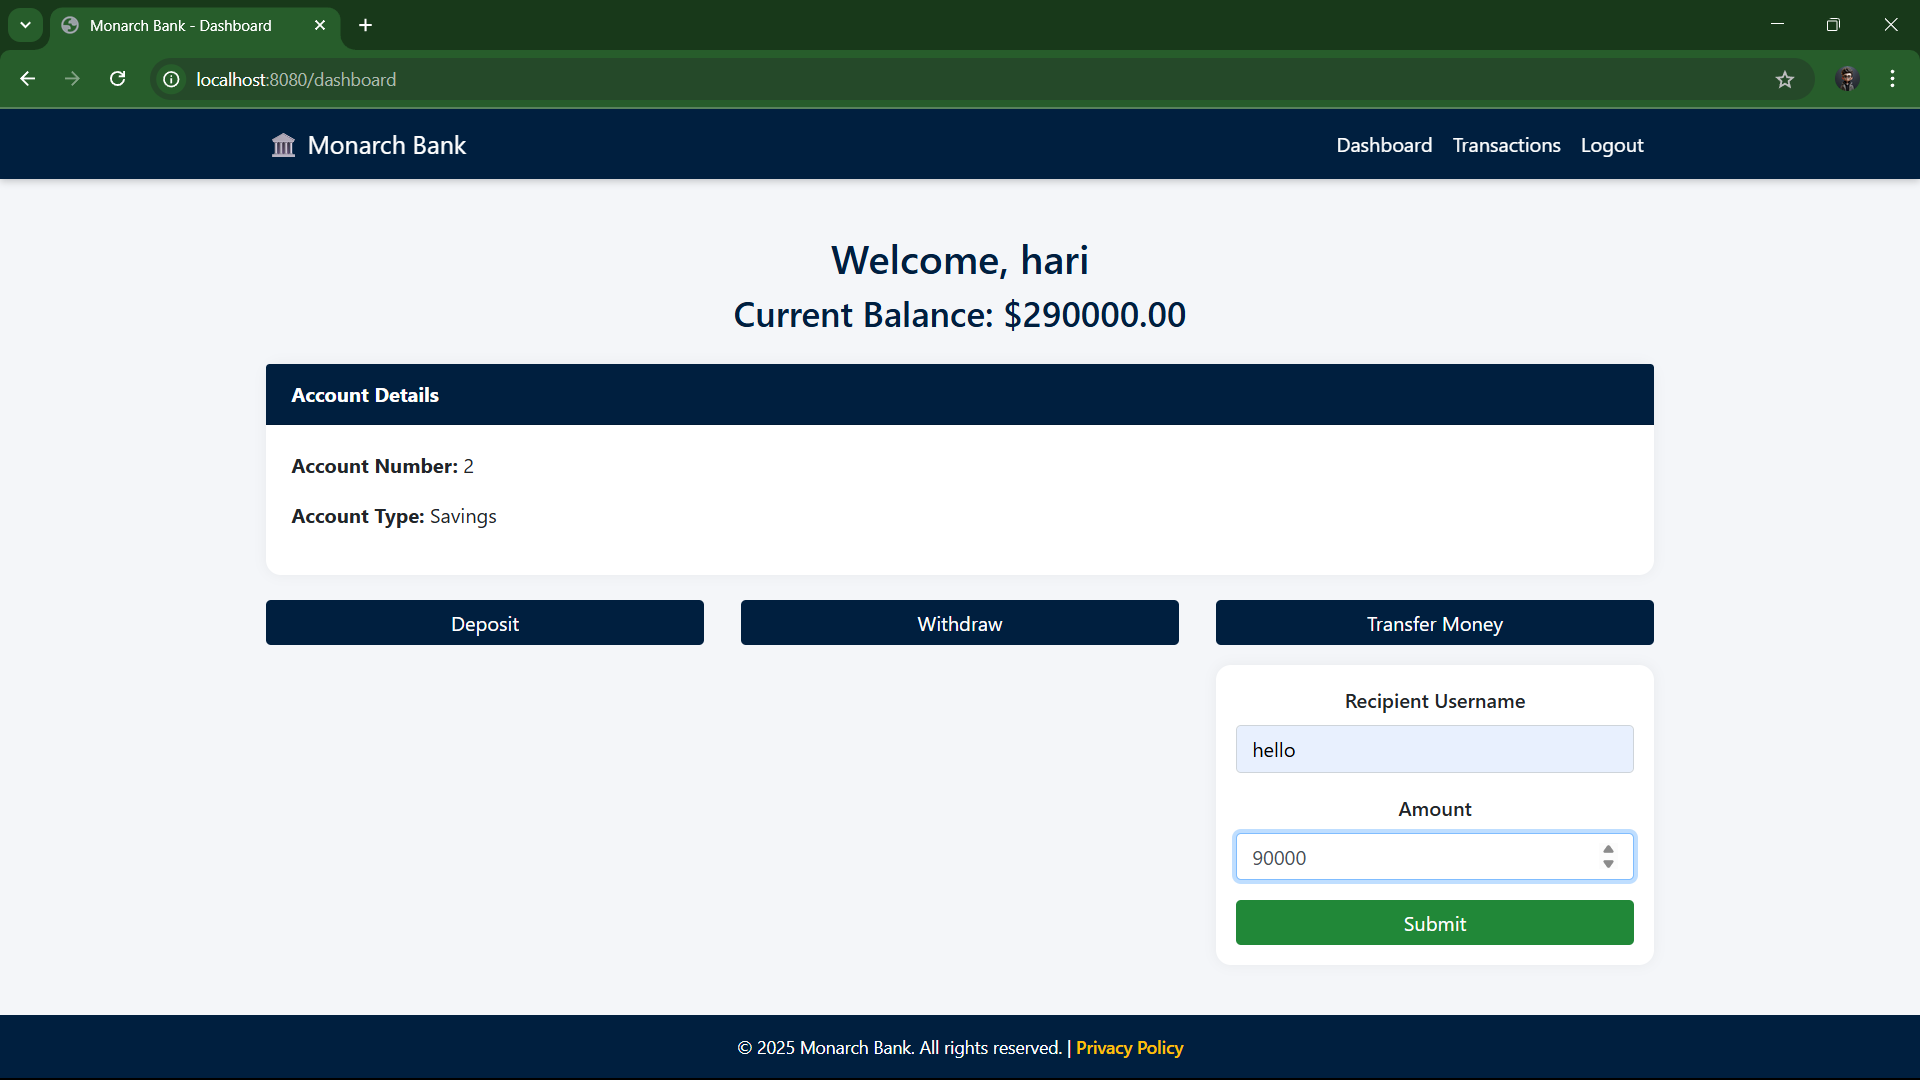 Monarch Bank - Dashboard
localhost:8080/dashboard
Monarch Bank
Dashboard Transactions Logout
Welcome, hari
Current Balance: $290000.00
Account Details
Account Number: 2
Account Type: Savings
Deposit Withdraw Transfer Money
Recipient Username
hello
Amount
90000
Submit
© 2025 Monarch Bank. All rights reserved. | Privacy Policy